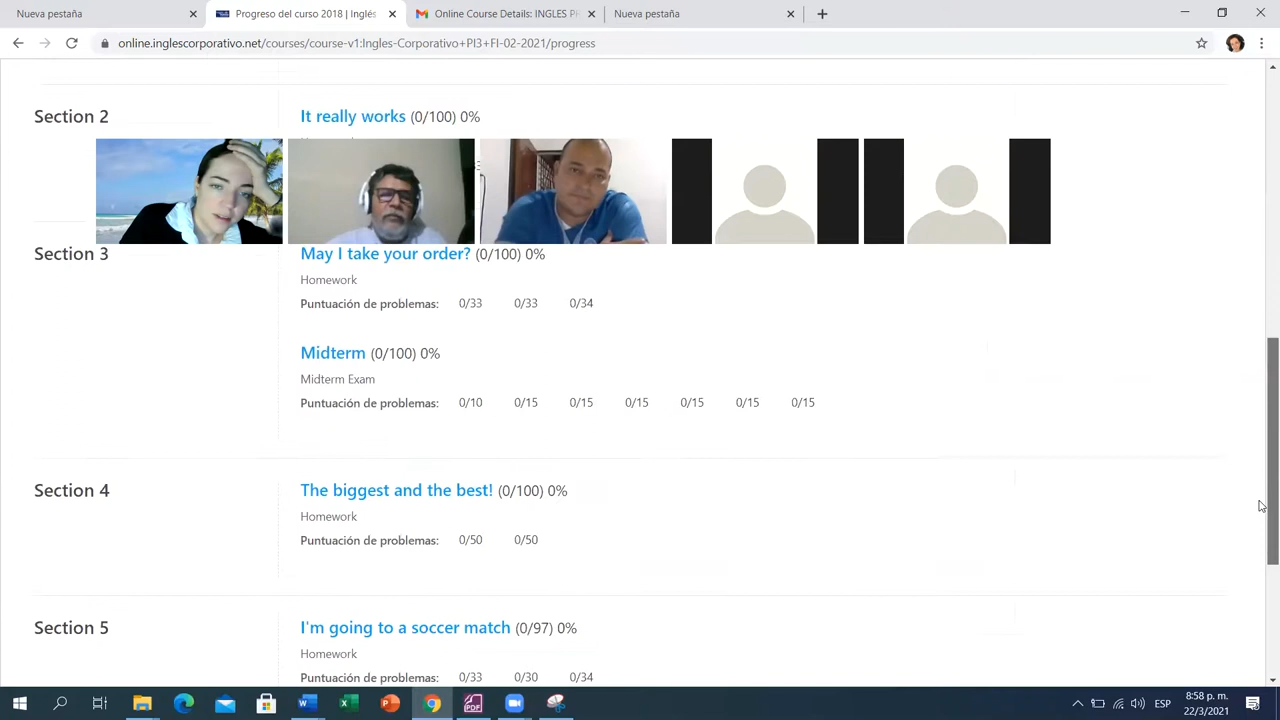 Nueva pestaña
Progreso del curso 2018 | Inglés
Online Course Details: INGLES P
Nueva pestaña
online.inglescorporativo.net/courses/course-v1:Ingles-Corporativo+PI3+FI-02-2021/progress
Section 2
It really works (0/100) 0%
Section 3
May I take your order? (0/100) 0%
Homework
Puntuación de problemas: 0/33 0/33 0/34
Midterm (0/100) 0%
Midterm Exam
Puntuación de problemas: 0/10 0/15 0/15 0/15 0/15 0/15 0/15
Section 4
The biggest and the best! (0/100) 0%
Homework
Puntuación de problemas: 0/50 0/50
Section 5
I'm going to a soccer match (0/97) 0%
Homework
Puntuación de problemas: 0/33 0/30 0/34
ESP
8:58 p. m.
22/3/2021